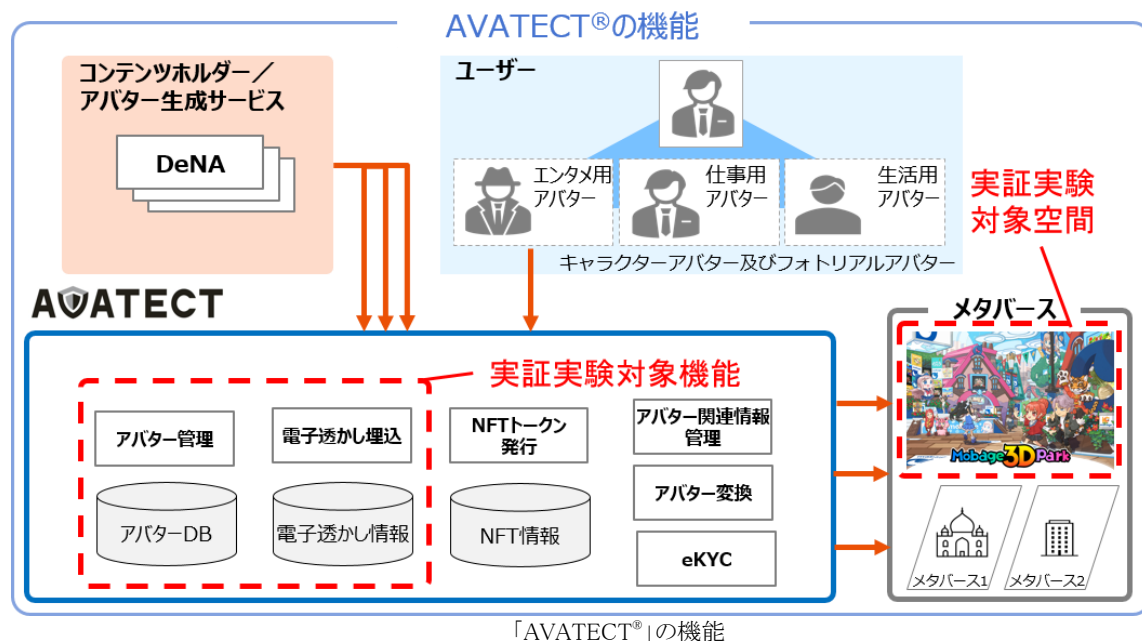 AVATECT®の機能
コンテンツホルダー／
アバター生成サービス
DeNA
ユーザー
エンタメ用
アバター
仕事用
アバター
生活用
アバター
キャラクターアバター及びフォトリアルアバター
実証実験
対象空間
AVATECT
メタバース
実証実験対象機能
アバター管理
電子透かし埋込
NFTトークン
発行
アバター関連情報
管理
アバター変換
eKYC
アバターDB
電子透かし情報
NFT情報
Mobage3DPark
メタバース1
メタバース2
「AVATECT®」の機能